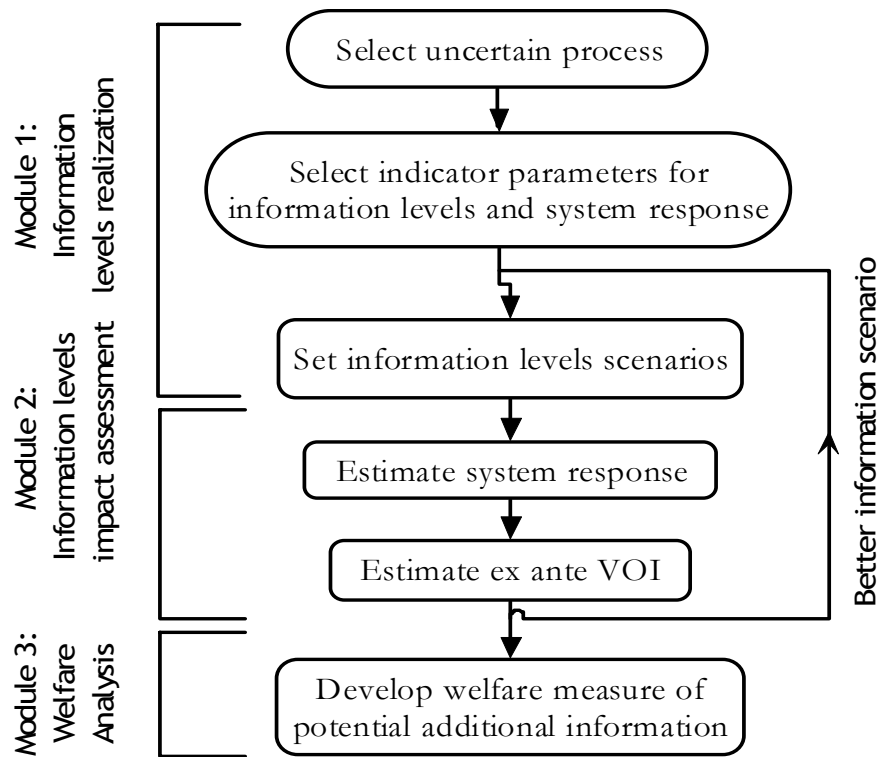 Module 1:
Information
levels realization
Select uncertain process
Select indicator parameters for
information levels and system response
Set information levels scenarios
Module 2:
Information levels
impact assessment
Estimate system response
Estimate ex ante VOI
Better information scenario
Module 3:
Welfare
Analysis
Develop welfare measure of
potential additional information